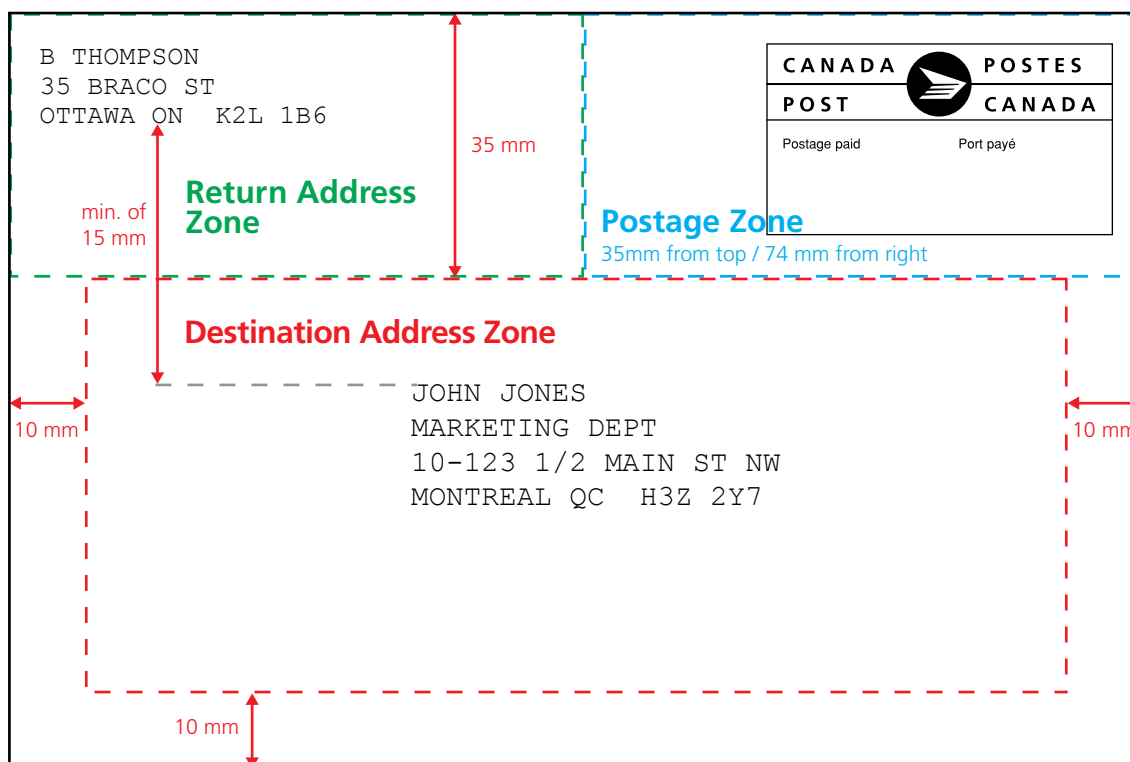 B THOMPSON
35 BRACO ST
OTTAWA ON  K2L 1B6
35 mm
min. of
15 mm
Return Address
Zone
CANADA POSTES
POST CANADA
Postage paid Port payé
Postage Zone
35mm from top / 74 mm from right
Destination Address Zone
JOHN JONES
MARKETING DEPT
10-123 1/2 MAIN ST NW
MONTREAL QC  H3Z 2Y7
10 mm
10 mm
10 mm